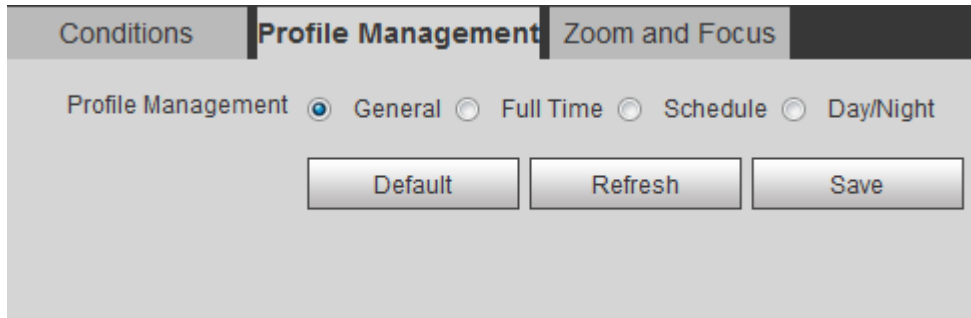 Conditions Profile Management Zoom and Focus
Profile Management General Full Time Schedule Day/Night
Default Refresh Save